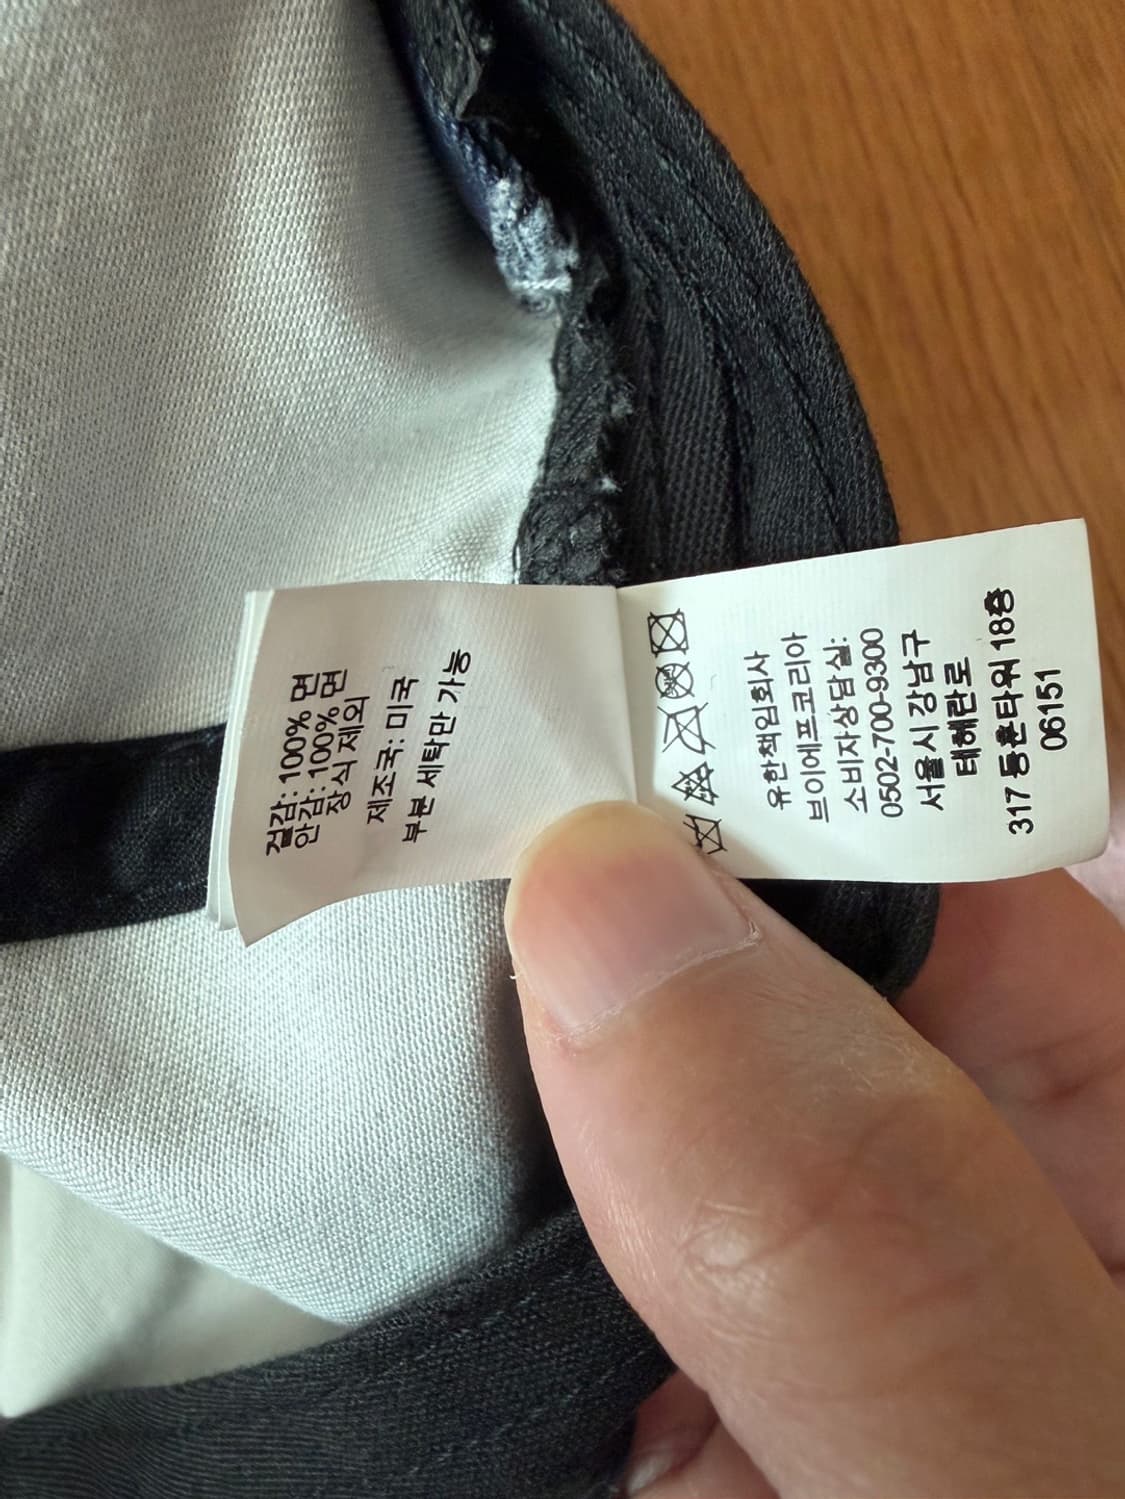 겉감: 100% 면
안감: 100% 면
장식 제외
제조국: 미국
부분 세탁만 가능
유한책임회사
브이에프코리아
소비자상담실:
0502-700-9300
서울시 강남구
테헤란로
317 동훈타워 18층
06151